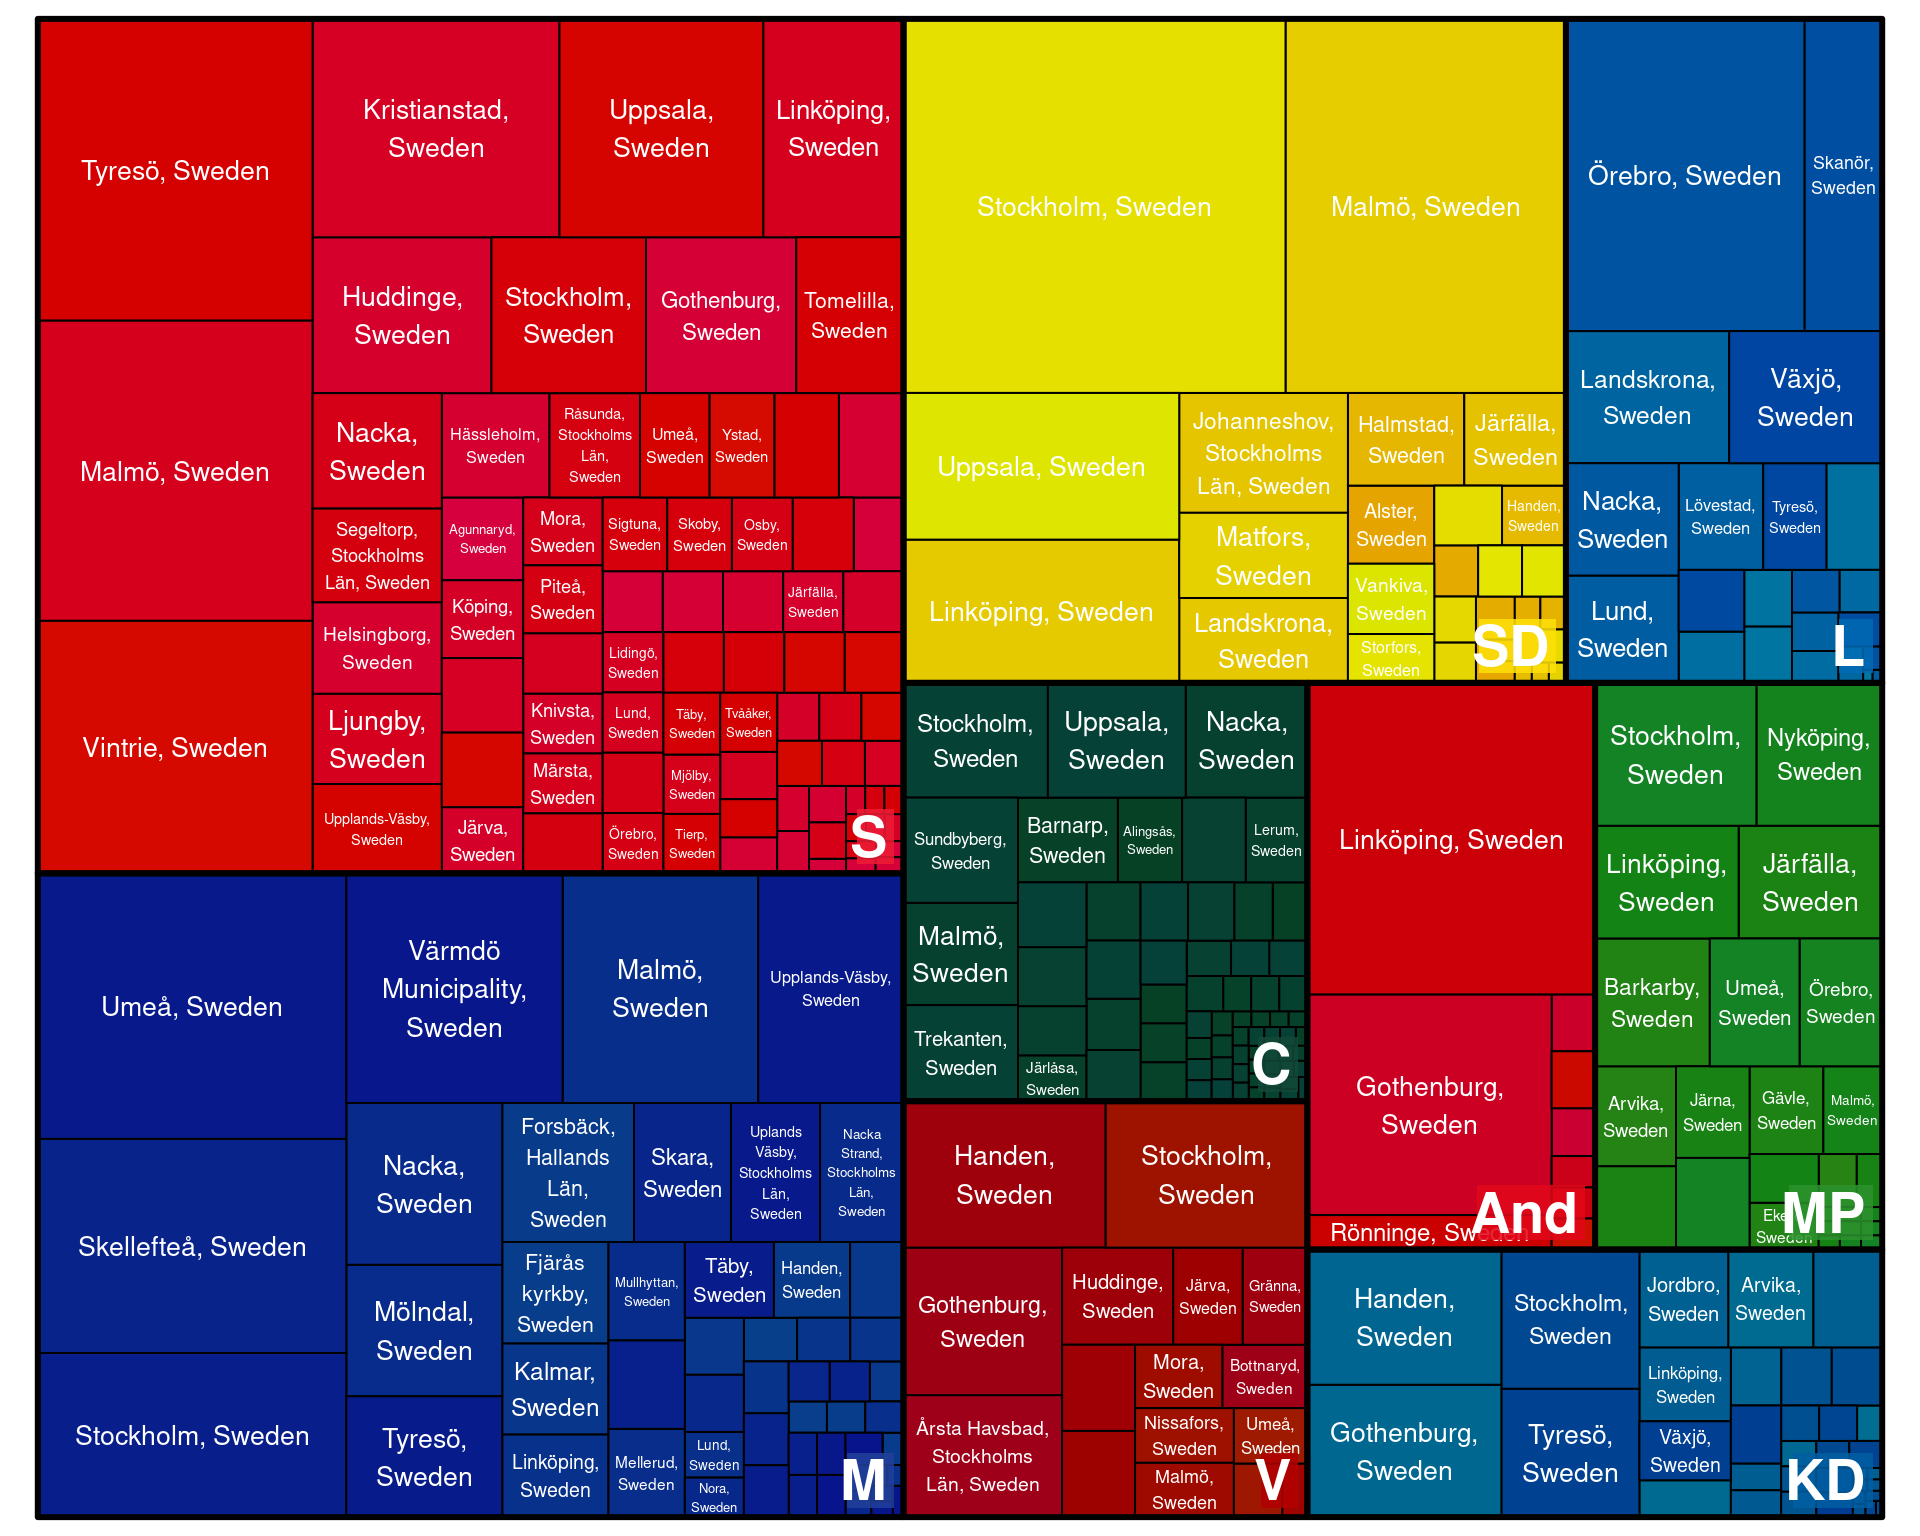 Tyresö, Sweden
Malmö, Sweden
Vintrie, Sweden
Kristianstad,
Sweden
Uppsala,
Sweden
Linköping,
Sweden
Huddinge,
Sweden
Stockholm,
Sweden
Gothenburg,
Sweden
Tomelilla,
Sweden
Nacka,
Sweden
Segeltorp,
Stockholms
Län, Sweden
Helsingborg,
Sweden
Ljungby,
Sweden
Upplands-Väsby,
Sweden
Hässleholm,
Sweden
Råsunda,
Stockholms
Län,
Sweden
Umeå,
Sweden
Ystad,
Sweden
Agunnaryd,
Sweden
Köping,
Sweden
Järva,
Sweden
Mora,
Sweden
Piteå,
Sweden
Knivsta,
Sweden
Märsta,
Sweden
Sigtuna,
Sweden
Skoby,
Sweden
Osby,
Sweden
Järfälla,
Sweden
Lidingö,
Sweden
Lund,
Sweden
Örebro,
Sweden
Täby,
Sweden
Mjölby,
Sweden
Tierp,
Sweden
Tvååker,
Sweden
S
Stockholm, Sweden
Malmö, Sweden
Uppsala, Sweden
Linköping, Sweden
Johanneshov,
Stockholms
Län, Sweden
Matfors,
Sweden
Landskrona,
Sweden
Halmstad,
Sweden
Järfälla,
Sweden
Alster,
Sweden
Handen,
Sweden
Vankiva,
Sweden
Storfors,
Sweden
SD
Örebro, Sweden
Skanör,
Sweden
Landskrona,
Sweden
Växjö,
Sweden
Nacka,
Sweden
Lund,
Sweden
Lövestad,
Sweden
Tyresö,
Sweden
L
Umeå, Sweden
Skellefteå, Sweden
Stockholm, Sweden
Värmdö
Municipality,
Sweden
Malmö,
Sweden
Upplands-Väsby,
Sweden
Nacka,
Sweden
Mölndal,
Sweden
Tyresö,
Sweden
Forsbäck,
Hallands
Län,
Sweden
Skara,
Sweden
Uplands
Väsby,
Stockholms
Län,
Sweden
Nacka
Strand,
Stockholms
Län,
Sweden
Fjärås
kyrkby,
Sweden
Kalmar,
Sweden
Linköping,
Sweden
Mullhyttan,
Sweden
Mellerud,
Sweden
Täby,
Sweden
Handen,
Sweden
Lund,
Sweden
Nora,
Sweden
M
Stockholm,
Sweden
Uppsala,
Sweden
Nacka,
Sweden
Sundbyberg,
Sweden
Malmö,
Sweden
Trekanten,
Sweden
Barnarp,
Sweden
Alingsås,
Sweden
Lerum,
Sweden
Järlåsa,
Sweden
C
Handen,
Sweden
Stockholm,
Sweden
Gothenburg,
Sweden
Årsta Havsbad,
Stockholms
Län, Sweden
Huddinge,
Sweden
Järva,
Sweden
Gränna,
Sweden
Mora,
Sweden
Bottnaryd,
Sweden
Nissafors,
Sweden
Umeå,
Sweden
Malmö,
Sweden
V
Linköping, Sweden
Gothenburg,
Sweden
Rönninge, Sweden
And
Stockholm,
Sweden
Nyköping,
Sweden
Linköping,
Sweden
Järfälla,
Sweden
Barkarby,
Sweden
Umeå,
Sweden
Örebro,
Sweden
Arvika,
Sweden
Järna,
Sweden
Gävle,
Sweden
Malmö,
Sweden
Sweden
MP
Handen,
Sweden
Gothenburg,
Sweden
Stockholm,
Sweden
Tyresö,
Sweden
Jordbro,
Sweden
Arvika,
Sweden
Linköping,
Sweden
Växjö,
Sweden
KD